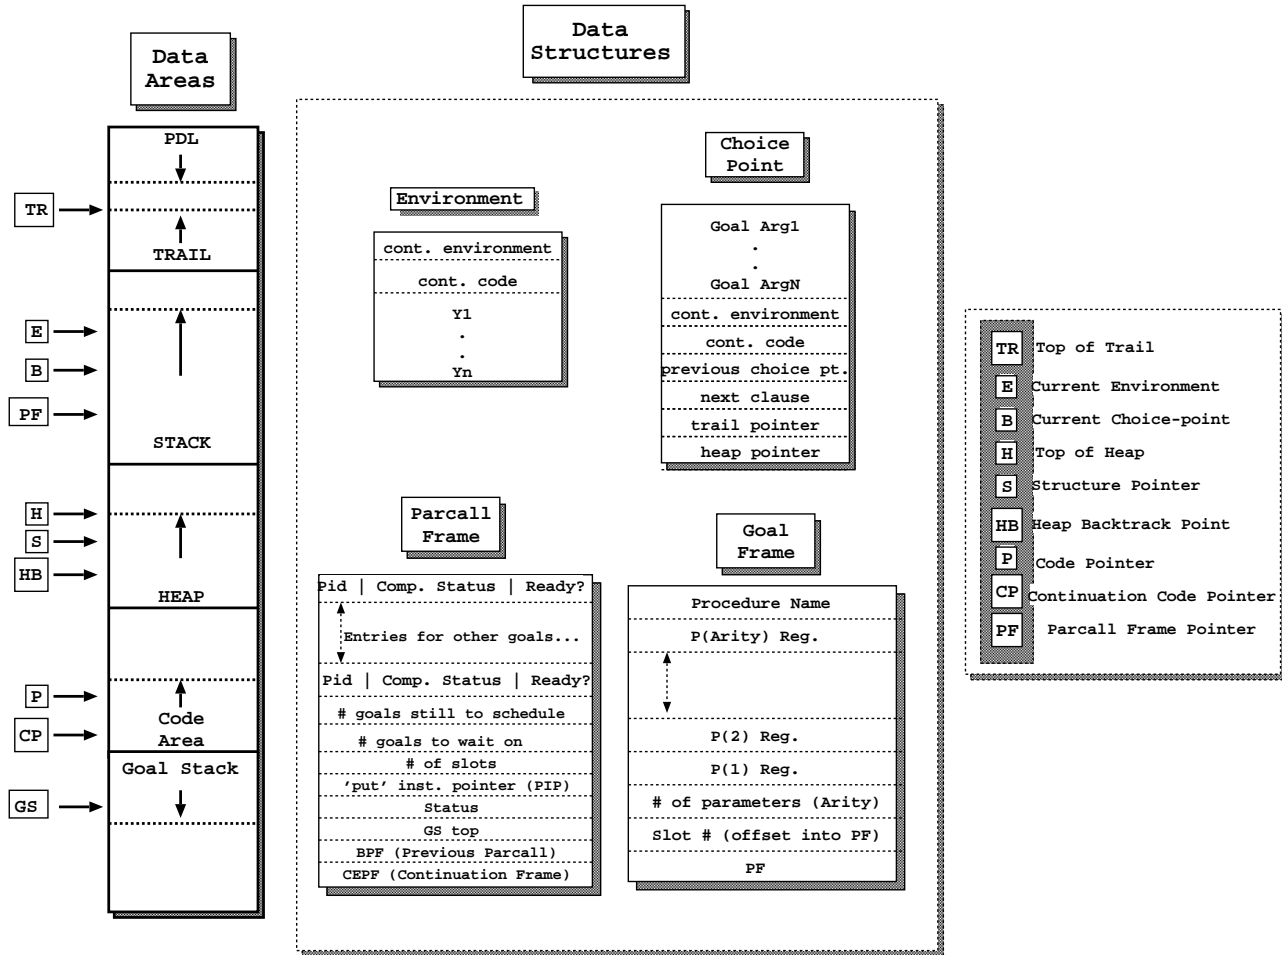 Data
Areas
PDL
TR
TRAIL
E
B
PF
STACK
H
S
HB
HEAP
P
CP
Code
Area
Goal Stack
GS
Data
Structures
Environment
cont. environment
cont. code
Y1
.
.
Yn
Choice
Point
Goal Arg1
.
.
Goal ArgN
cont. environment
cont. code
previous choice pt.
next clause
trail pointer
heap pointer
Parcall
Frame
Pid | Comp. Status | Ready?
Entries for other goals...
Pid | Comp. Status | Ready?
# goals still to schedule
# goals to wait on
# of slots
’put’ inst. pointer (PIP)
Status
GS top
BPF (Previous Parcall)
CEPF (Continuation Frame)
Goal
Frame
Procedure Name
P(Arity) Reg.
P(2) Reg.
P(1) Reg.
# of parameters (Arity)
Slot # (offset into PF)
PF
TR Top of Trail
E Current Environment
B Current Choice-point
H Top of Heap
S Structure Pointer
HB Heap Backtrack Point
P Code Pointer
CP Continuation Code Pointer
PF Parcall Frame Pointer